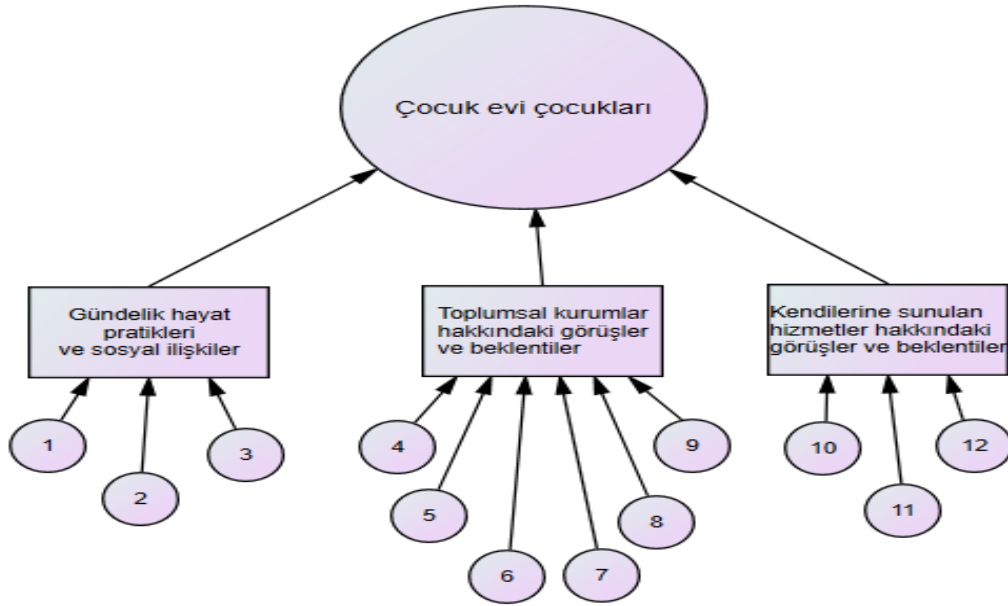 Çocuk evi çocukları
Gündelik hayat
pratikleri
ve sosyal ilişkiler
Toplumsal kurumlar
hakkındaki görüşler
ve beklentiler
Kendilerine sunulan
hizmetler hakkındaki
görüşler ve beklentiler
1
2
3
4
5
6
7
8
9
10
11
12